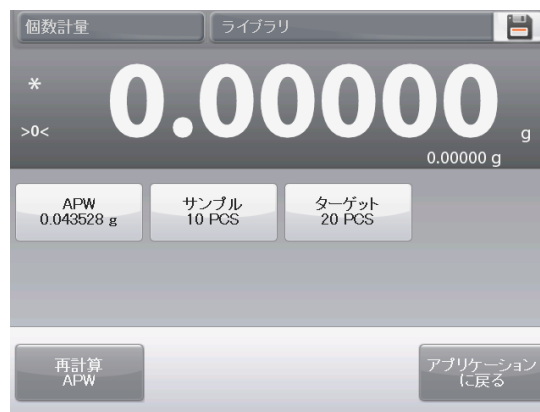 個数計量
ライブラリ
*
>0<
0.00000 g
0.00000 g
APW
0.043528 g
サンプル
10 PCS
ターゲット
20 PCS
再計算
APW
アプリケーション
に戻る